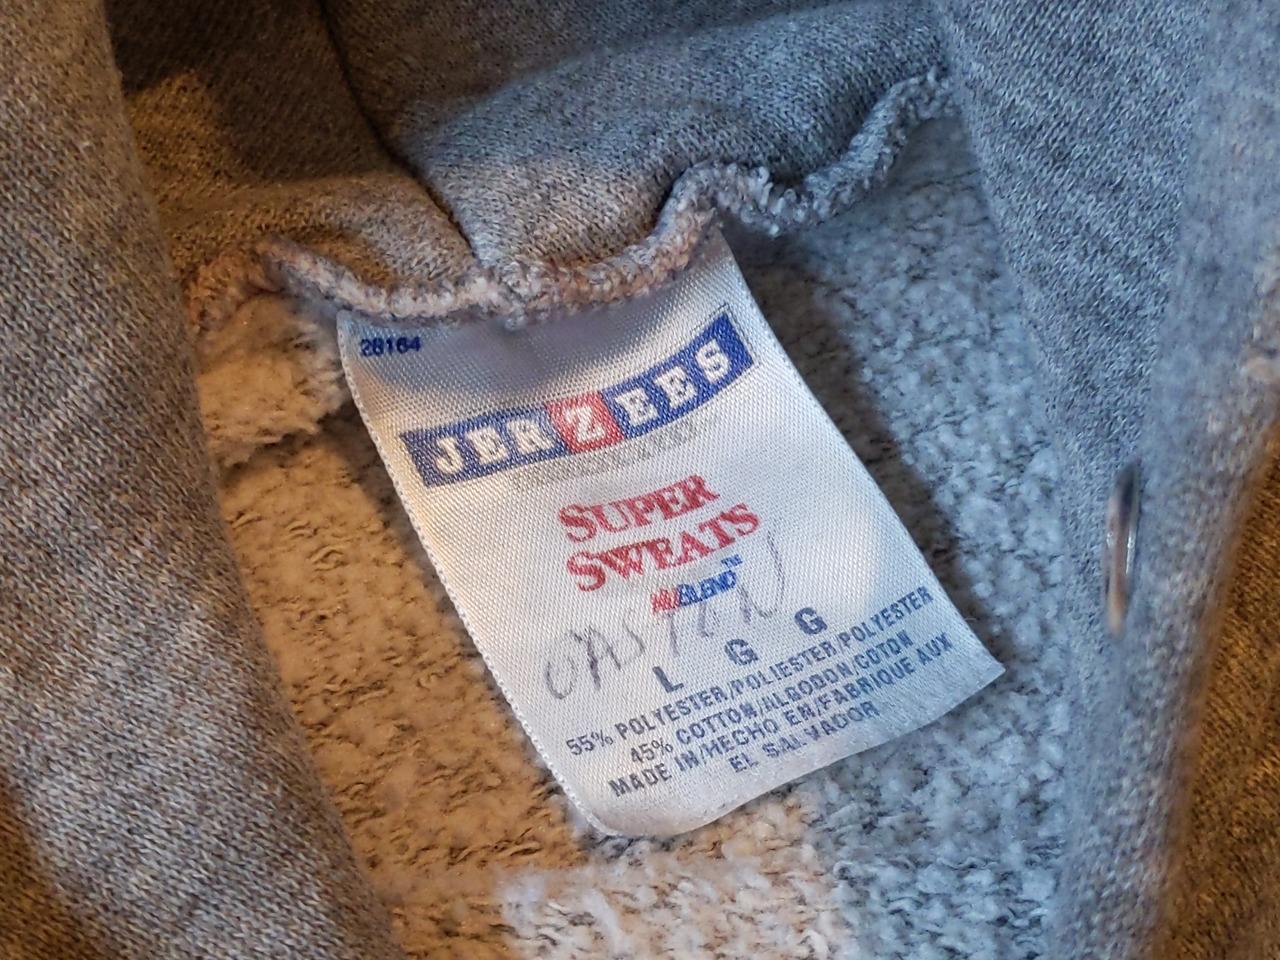 28164
JERZEES
SUPER
SWEATS
NuBLEND™
L G G
55% POLYESTER/POLIESTER/POLYESTER
45% COTTON/ALGODON/COTON
MADE IN/HECHO EN/FABRIQUE AUX
EL SALVADOR